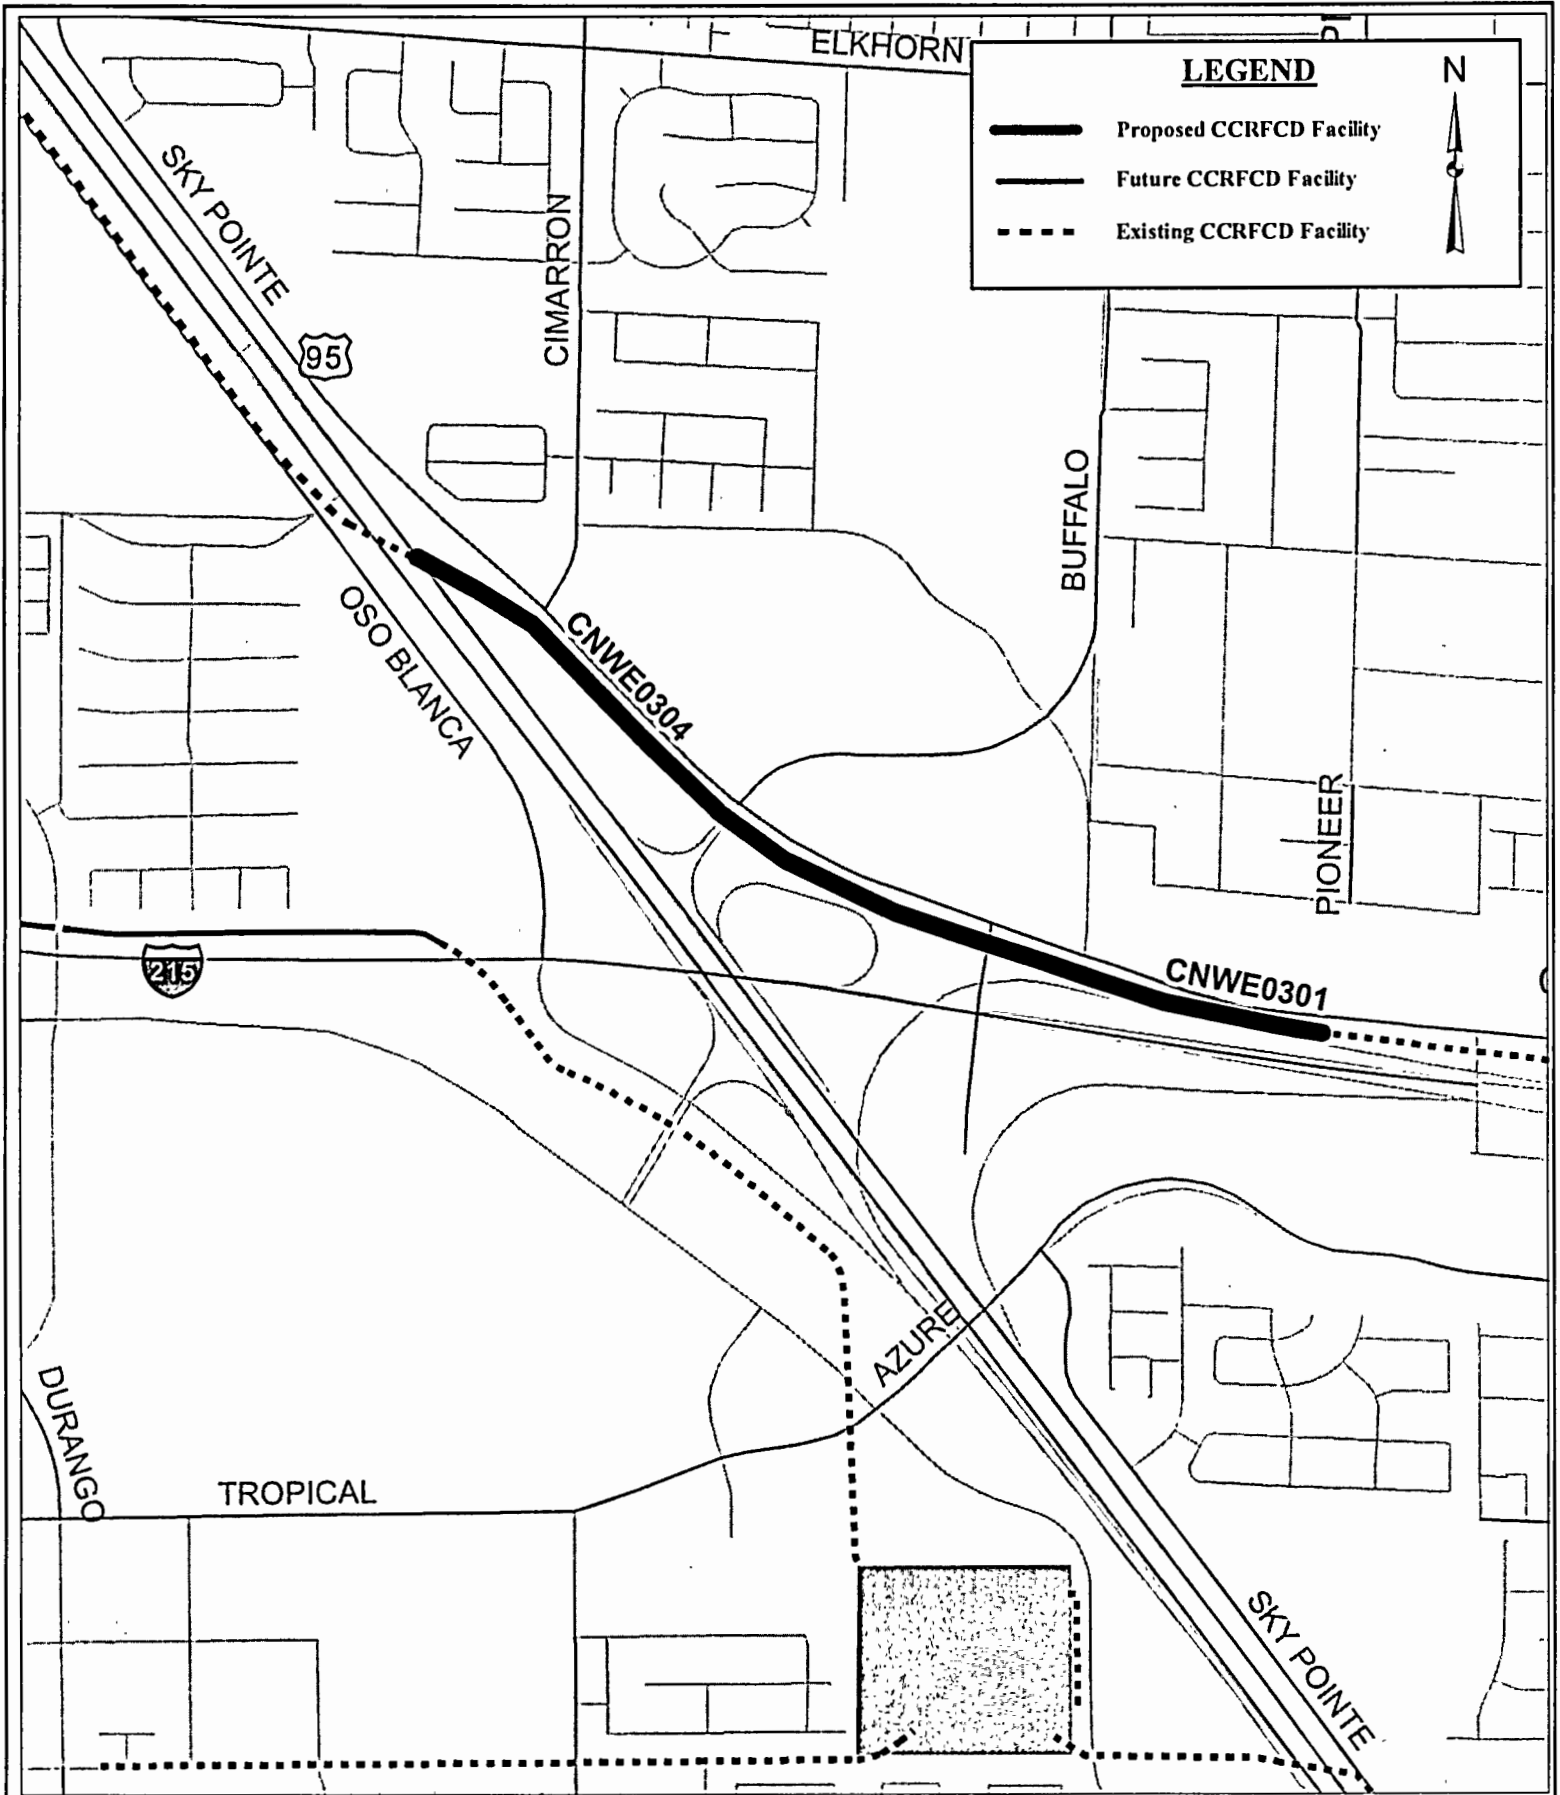 ELKHORN
LEGEND
N
Proposed CCRFCD Facility
Future CCRFCD Facility
Existing CCRFCD Facility
SKY POINTE
CIMARRON
95
BUFFALO
OSO BLANCA
CNWE0304
PIONEER
215
CNWE0301
AZURE
DURANGO
TROPICAL
SKY POINTE